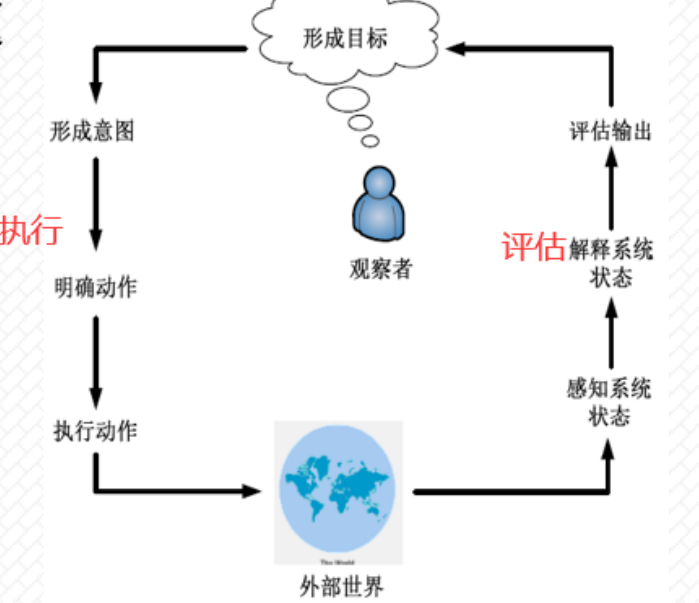 形成目标
形成意图
评估输出
执行
评估
解释系统
状态
观察者
明确动作
感知系统
状态
执行动作
The World
外部世界